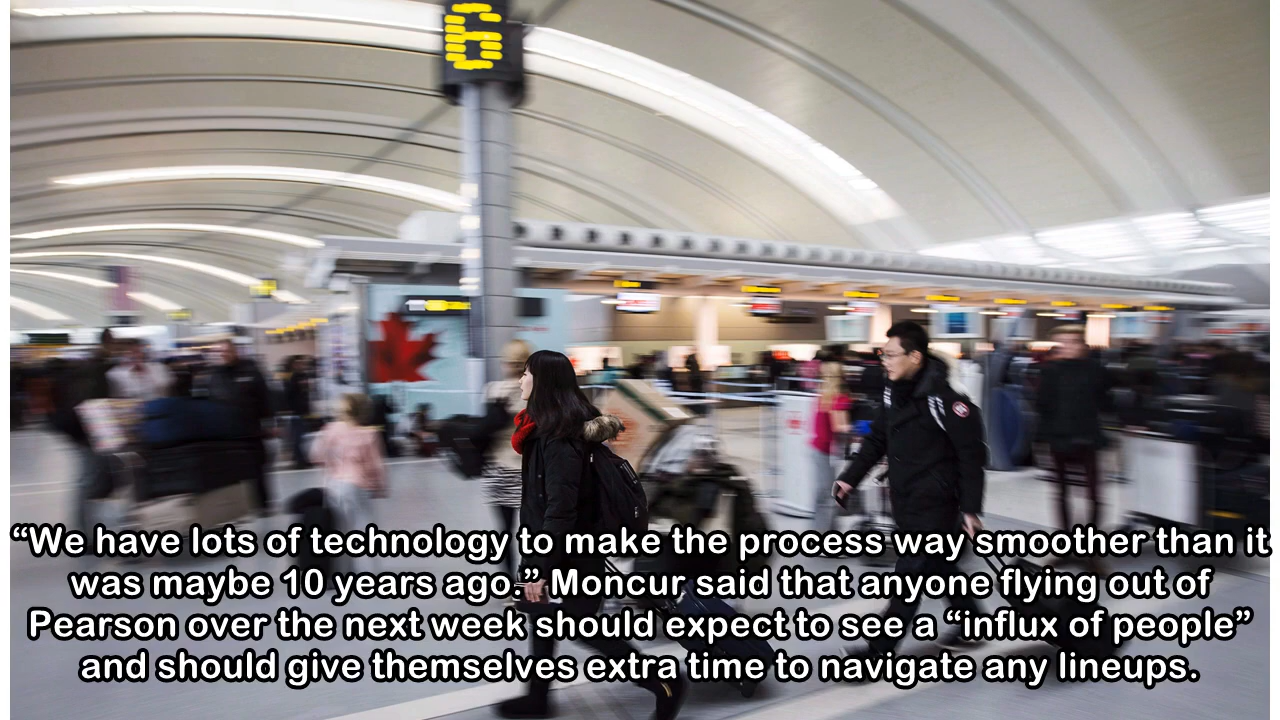 6
“We have lots of technology to make the process way smoother than it
was maybe 10 years ago.” Moncur said that anyone flying out of
Pearson over the next week should expect to see a “influx of people”
and should give themselves extra time to navigate any lineups.